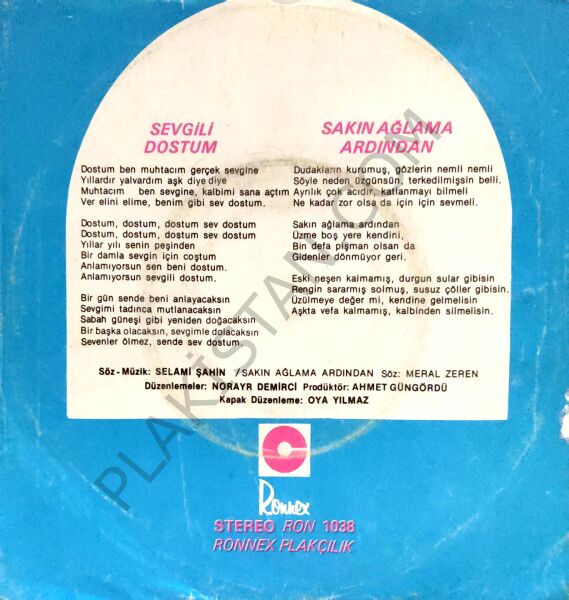 SEVGİLİ
DOSTUM
Dostum ben muhtacım gerçek sevgine
Yıllardır yalvardım aşk diye diye
Muhtacım ben sevgine, kalbimi sana açtım
Ver elini elime, benim gibi sev dostum.
Dostum, dostum, dostum sev dostum
Dostum, dostum, dostum sev dostum
Yıllar yılı senin peşinden
Bir damla sevgin için coştum
Anlamıyorsun sen beni dostum.
Anlamıyorsun sevgili dostum.
Bir gün sende beni anlayacaksın
Sevgimi tadınca mutlanacaksın
Sabah güneşi gibi yeniden doğacaksın
Bir başka olacaksın, sevgimle dolacaksın
Sevenler ölmez, sende sev dostum.
SAKIN AĞLAMA
ARDINDAN
Dudakların kurumuş, gözlerin nemli nemli
Söyle neden üzgünsün, terkedilmişsin belli.
Ayrılık çok acıdır, katlanmayı bilmeli
Ne kadar zor olsa da için için sevmeli.
Sakın ağlama ardından
Üzme boş yere kendini,
Bin defa pişman olsan da
Gidenler dönmüyor geri.
Eski neşen kalmamış, durgun sular gibisin
Rengin sararmış solmuş, susuz çöller gibisin.
Üzülmeye değer mi, kendine gelmelisin
Aşkta vefa kalmamış, kalbinden silmelisin.
Söz-Müzik: SELAMİ ŞAHİN /SAKIN AĞLAMA ARDINDAN Söz: MERAL ZEREN
Düzenlemeler: NORAYR DEMİRCİ Prodüktör: AHMET GÜNGÖRDÜ
Kapak Düzenleme: OYA YILMAZ
Ronnex
STEREO RON 1038
RONNEX PLAKÇILIK
PLAKİSTAN.COM